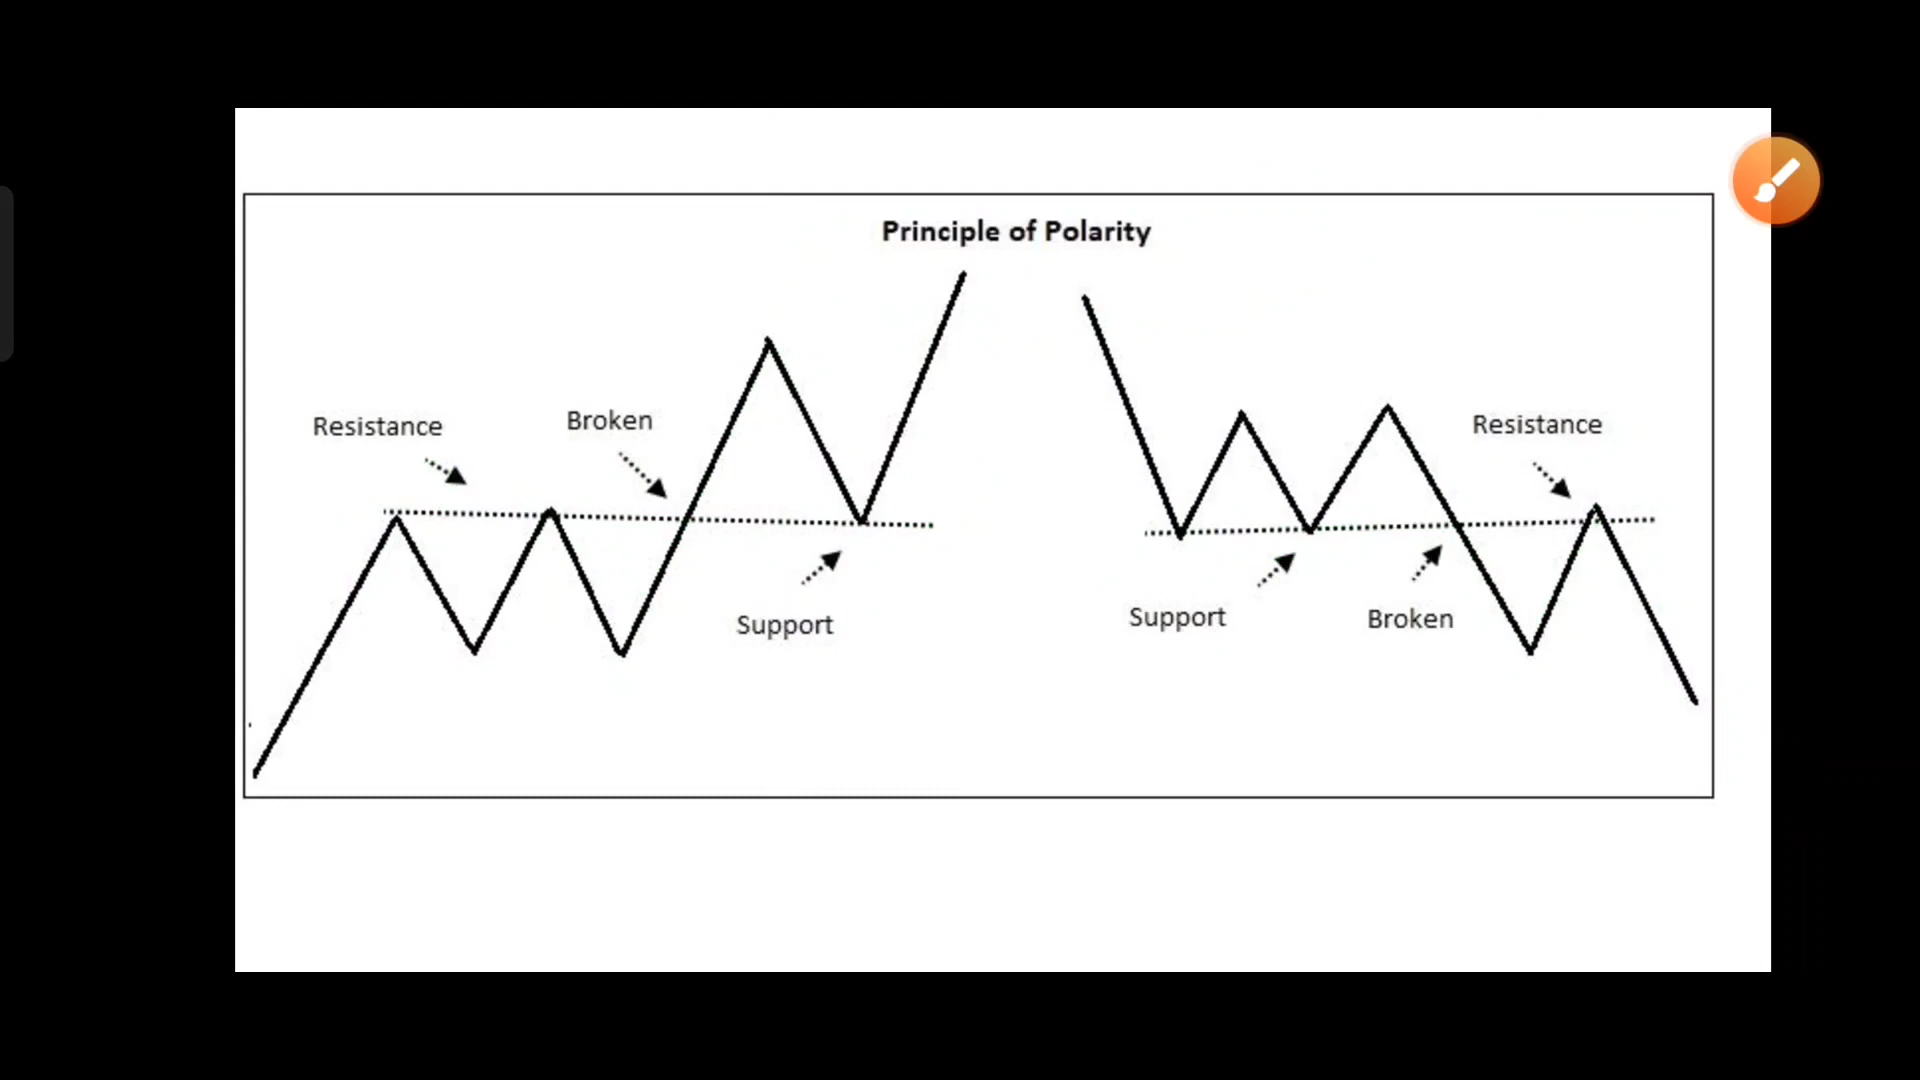 Principle of Polarity
Resistance
Broken
Support
Resistance
Support
Broken